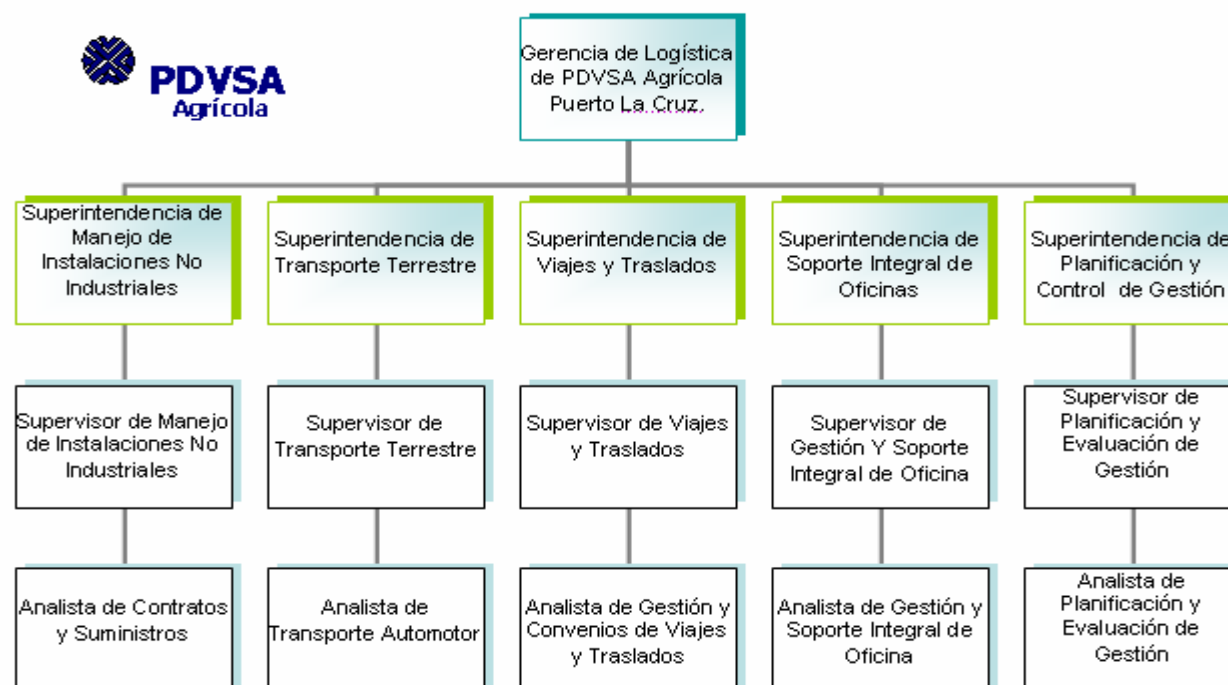 PDVSA
Agrícola
Gerencia de Logística
de PDVSA Agrícola
Puerto La Cruz.
Superintendencia de
Manejo de
Instalaciones No
Industriales
Superintendencia de
Transporte Terrestre
Superintendencia de
Viajes y Traslados
Superintendencia de
Soporte Integral de
Oficinas
Superintendencia de
Planificación y
Control de Gestión
Supervisor de Manejo
de Instalaciones No
Industriales
Supervisor de
Transporte Terrestre
Supervisor de Viajes
y Traslados
Supervisor de
Gestión Y Soporte
Integral de Oficina
Supervisor de
Planificación y
Evaluación de
Gestión
Analista de Contratos
y Suministros
Analista de
Transporte Automotor
Analista de Gestión y
Convenios de Viajes
y Traslados
Analista de Gestión y
Soporte Integral de
Oficina
Analista de
Planificación y
Evaluación de
Gestión